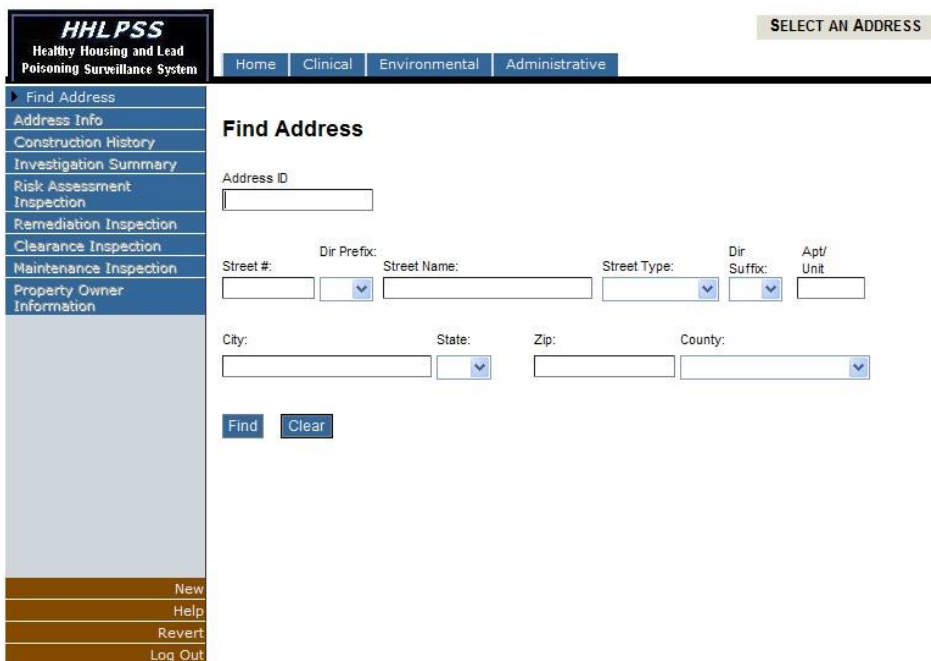 HHLPSS
Healthy Housing and Lead
Poisoning Surveillance System
SELECT AN ADDRESS
Home Clinical Environmental Administrative
Find Address
Address Info
Construction History
Investigation Summary
Risk Assessment
Inspection
Remediation Inspection
Clearance Inspection
Maintenance Inspection
Property Owner
Information
New
Help
Revert
Log Out
Find Address
Address ID
Street #: Dir Prefix: Street Name: Street Type: Dir Suffix: Apt/ Unit
City: State: Zip: County:
Find Clear